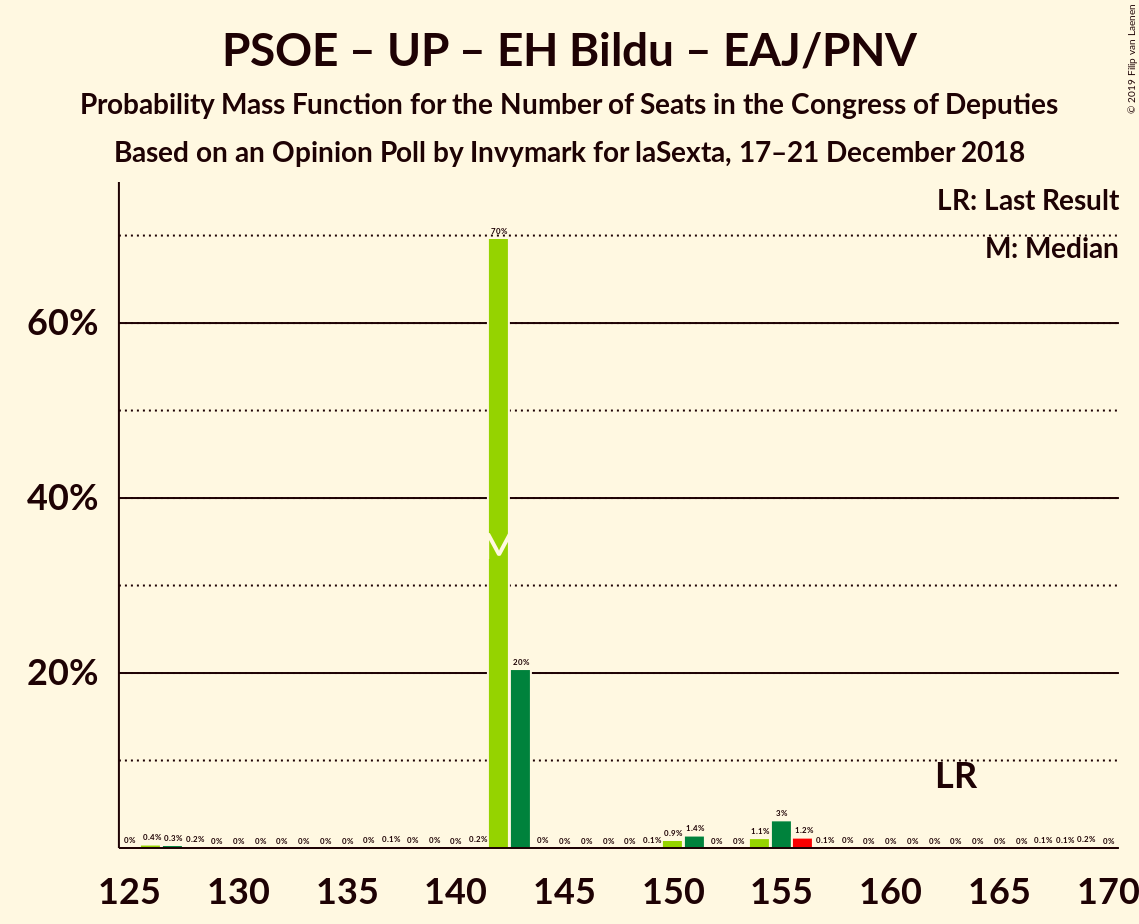 PSOE – UP – EH Bildu – EAJ/PNV
Probability Mass Function for the Number of Seats in the Congress of Deputies
Based on an Opinion Poll by Invymark for laSexta, 17–21 December 2018
© 2019 Filip van Laenen
LR: Last Result
M: Median
60%
40%
20%
0% 0.4% 0.3% 0.2% 0% 0% 0% 0% 0% 0% 0% 0% 0.1% 0% 0% 0% 0.2% 70% 20% 0% 0% 0% 0% 0% 0.1% 0.9% 1.4% 0% 0% 1.1% 3% 1.2% 0.1% 0% 0% 0% 0% 0% 0% 0% 0% 0% 0.1% 0.1% 0.2% 0%
M
LR
125 130 135 140 145 150 155 160 165 170